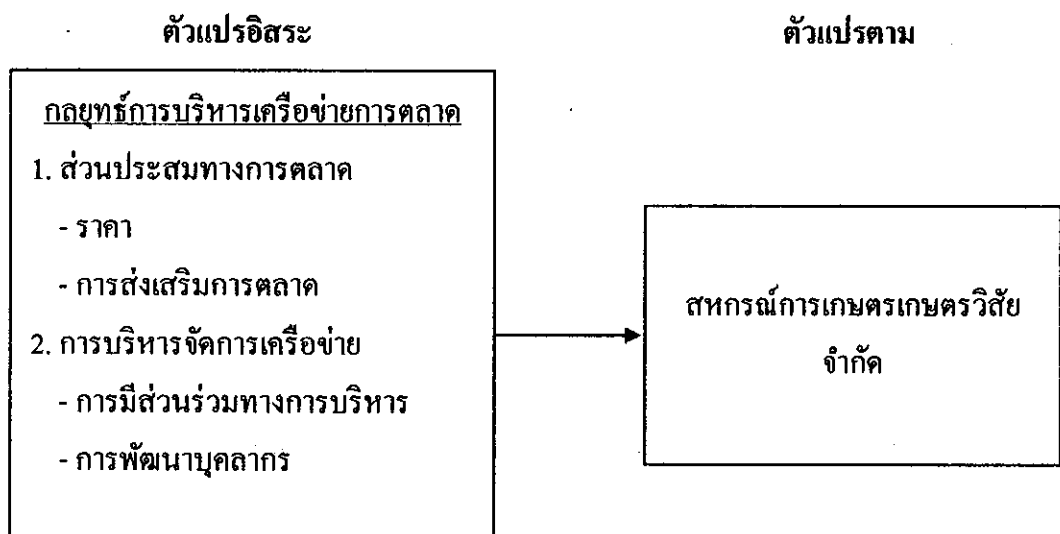 ตัวแปรอิสระ
ตัวแปรตาม
กลยุทธ์การบริหารเครือข่ายการตลาด
1. ส่วนประสมทางการตลาด
- ราคา
- การส่งเสริมการตลาด
2. การบริหารจัดการเครือข่าย
- การมีส่วนร่วมทางการบริหาร
- การพัฒนาบุคลากร
สหกรณ์การเกษตรเกษตรวิสัย
จำกัด